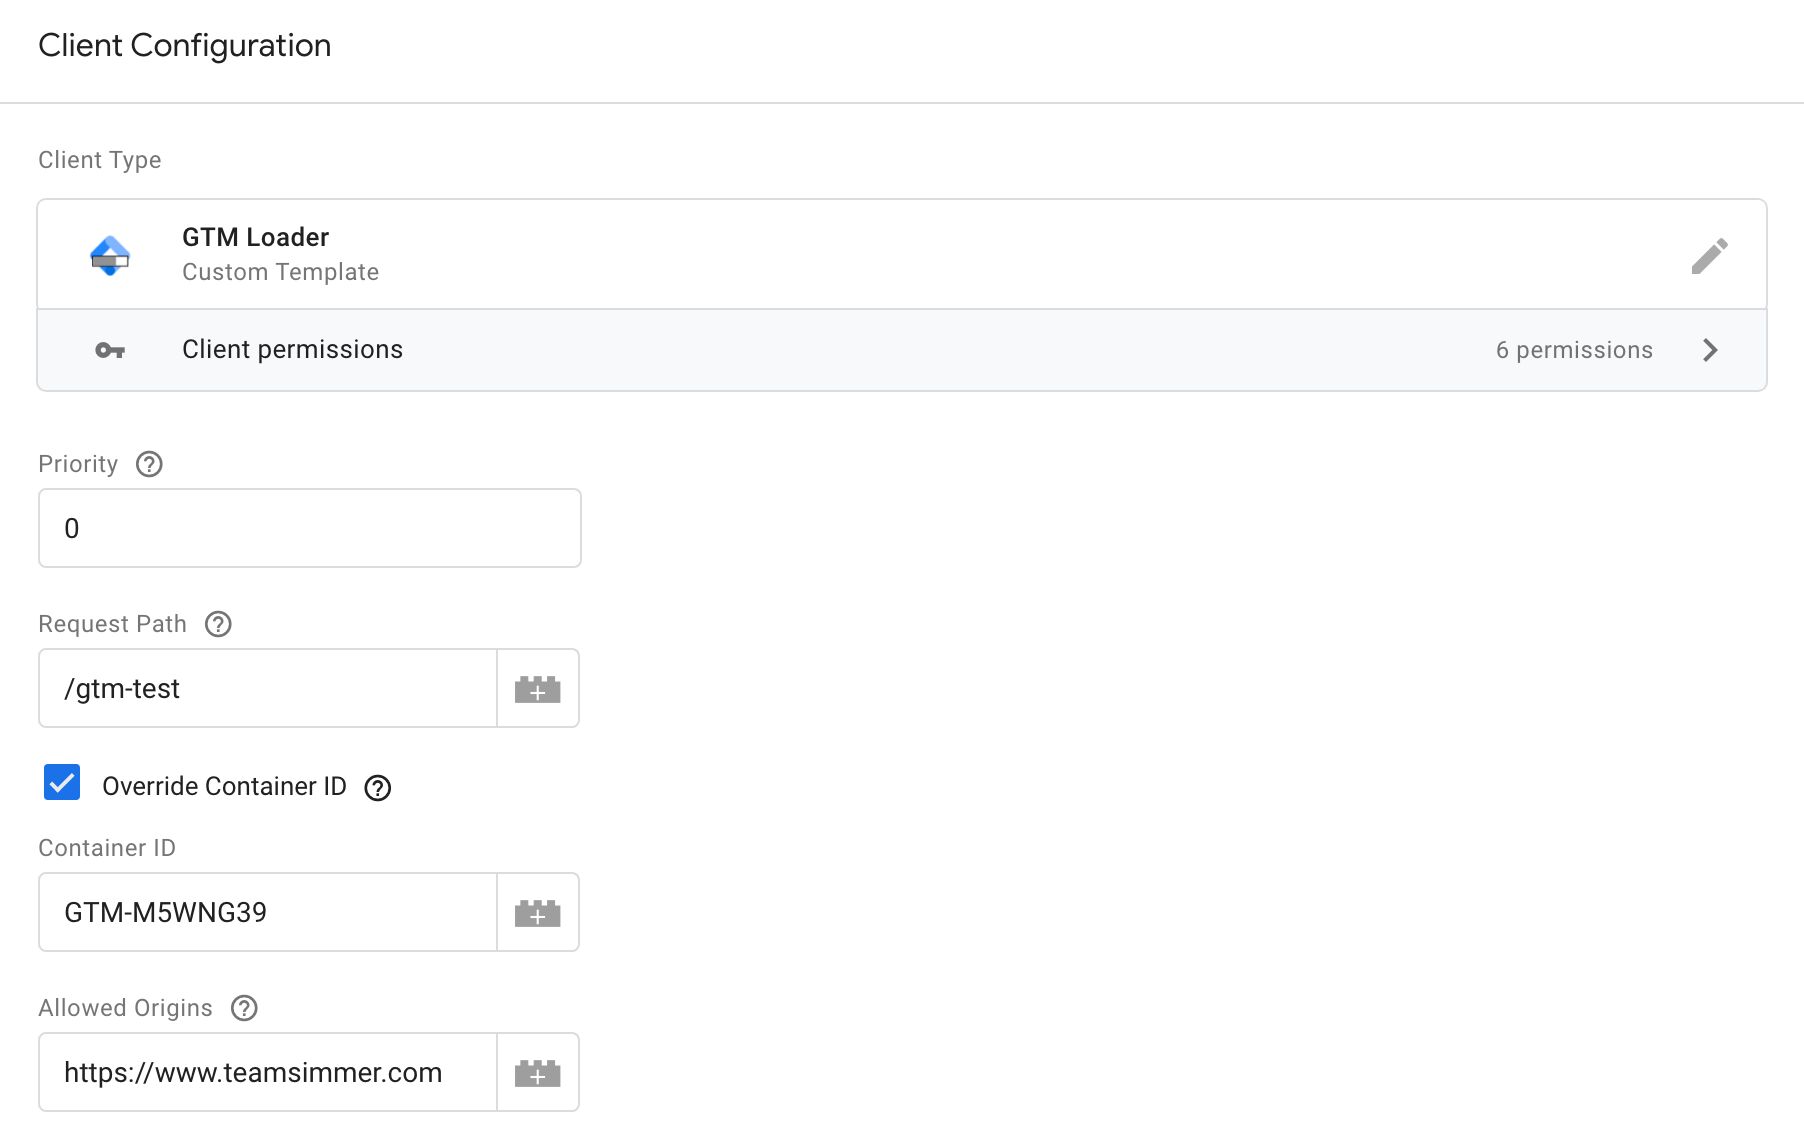 Client Configuration
Client Type
GTM Loader
Custom Template
Client permissions
6 permissions
Priority
0
Request Path
/gtm-test
Override Container ID
Container ID
GTM-M5WNG39
Allowed Origins
https://www.teamsimmer.com